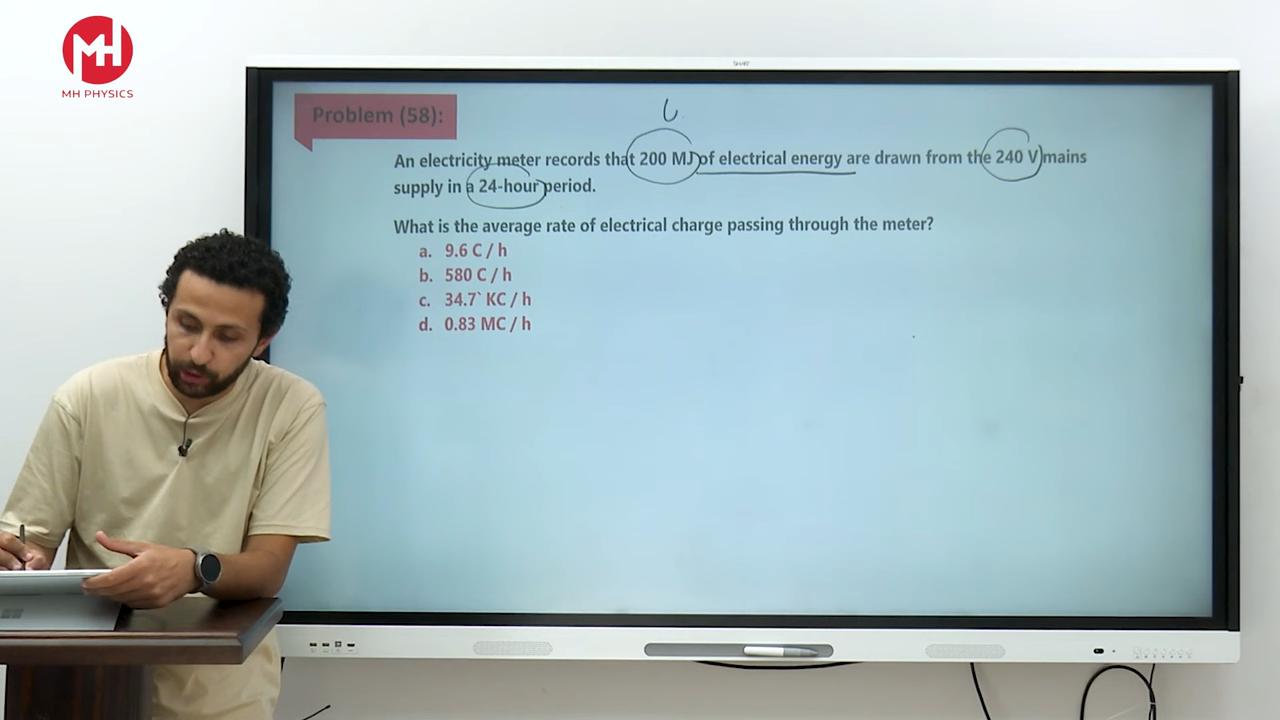 MH
MH PHYSICS
SMART
Problem (58):
An electricity meter records that 200 MJ of electrical energy are drawn from the 240 V mains
supply in a 24-hour period.
What is the average rate of electrical charge passing through the meter?
a. 9.6 C / h
b. 580 C / h
c. 34.7` KC / h
d. 0.83 MC / h